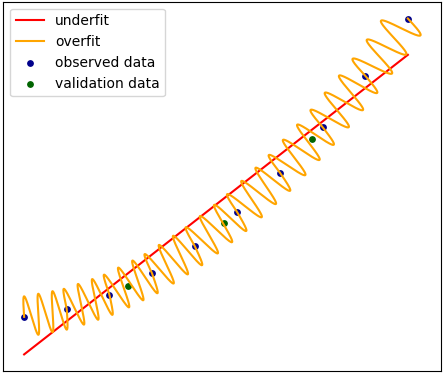 underfit
overfit
observed data
validation data